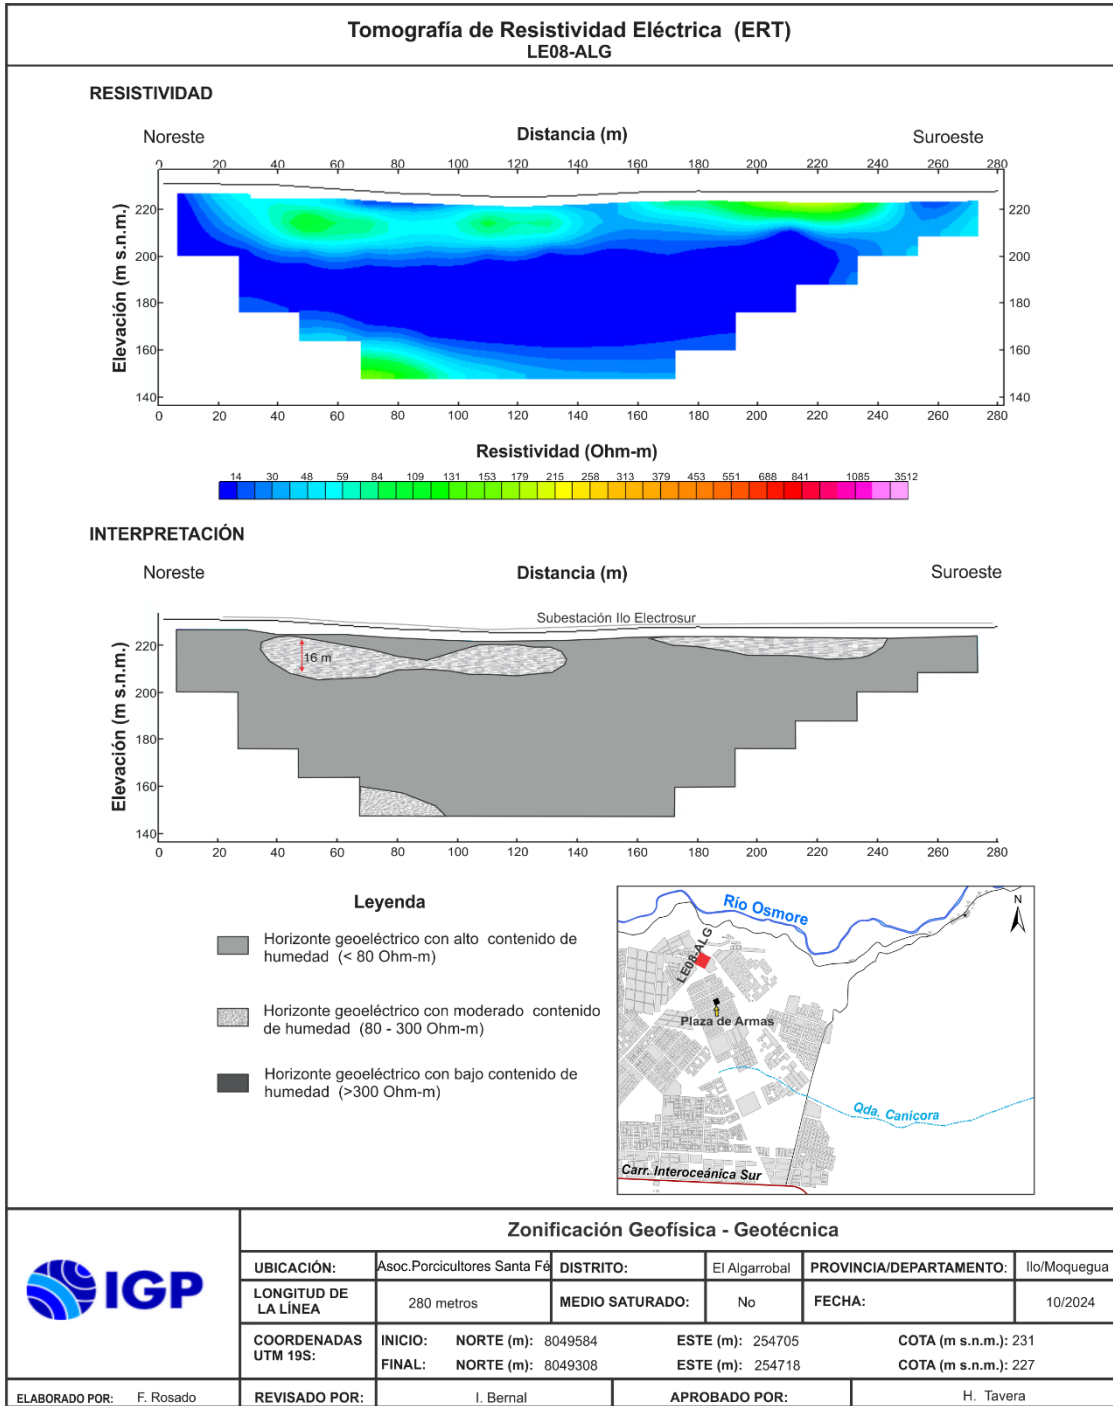 Tomografía de Resistividad Eléctrica (ERT)
LE08-ALG
RESISTIVIDAD
Noreste
Distancia (m)
Suroeste
0 20 40 60 80 100 120 140 160 180 200 220 240 260 280
Elevación (m s.n.m.)
220 220
200 200
180 180
160 160
140 140
0 20 40 60 80 100 120 140 160 180 200 220 240 260 280
Resistividad (Ohm-m)
14 30 48 59 84 109 131 153 179 215 258 313 379 453 551 688 841 1085 3512
INTERPRETACIÓN
Noreste
Distancia (m)
Suroeste
Subestación Ilo Electrosur
16 m
Elevación (m s.n.m.)
220
200
180
160
140
0 20 40 60 80 100 120 140 160 180 200 220 240 260 280
Leyenda
Horizonte geoeléctrico con alto contenido de
humedad (< 80 Ohm-m)
Horizonte geoeléctrico con moderado contenido
de humedad (80 - 300 Ohm-m)
Horizonte geoeléctrico con bajo contenido de
humedad (>300 Ohm-m)
Río Osmore
N
LE08-ALG
Plaza de Armas
Qda. Canicora
Carr. Interoceánica Sur
IGP
Zonificación Geofísica - Geotécnica
UBICACIÓN: Asoc.Porcicultores Santa Fé DISTRITO: El Algarrobal PROVINCIA/DEPARTAMENTO: Ilo/Moquegua
LONGITUD DE
LA LÍNEA 280 metros MEDIO SATURADO: No FECHA: 10/2024
COORDENADAS
UTM 19S:
INICIO: NORTE (m): 8049584 ESTE (m): 254705 COTA (m s.n.m.): 231
FINAL: NORTE (m): 8049308 ESTE (m): 254718 COTA (m s.n.m.): 227
ELABORADO POR: F. Rosado REVISADO POR: I. Bernal APROBADO POR: H. Tavera